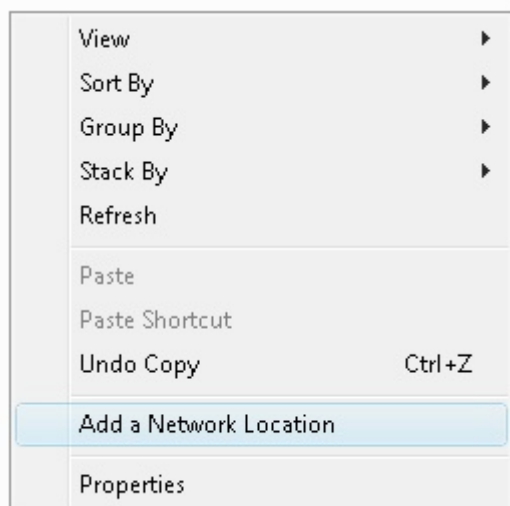 View
Sort By
Group By
Stack By
Refresh
Paste
Paste Shortcut
Undo Copy Ctrl+Z
Add a Network Location
Properties